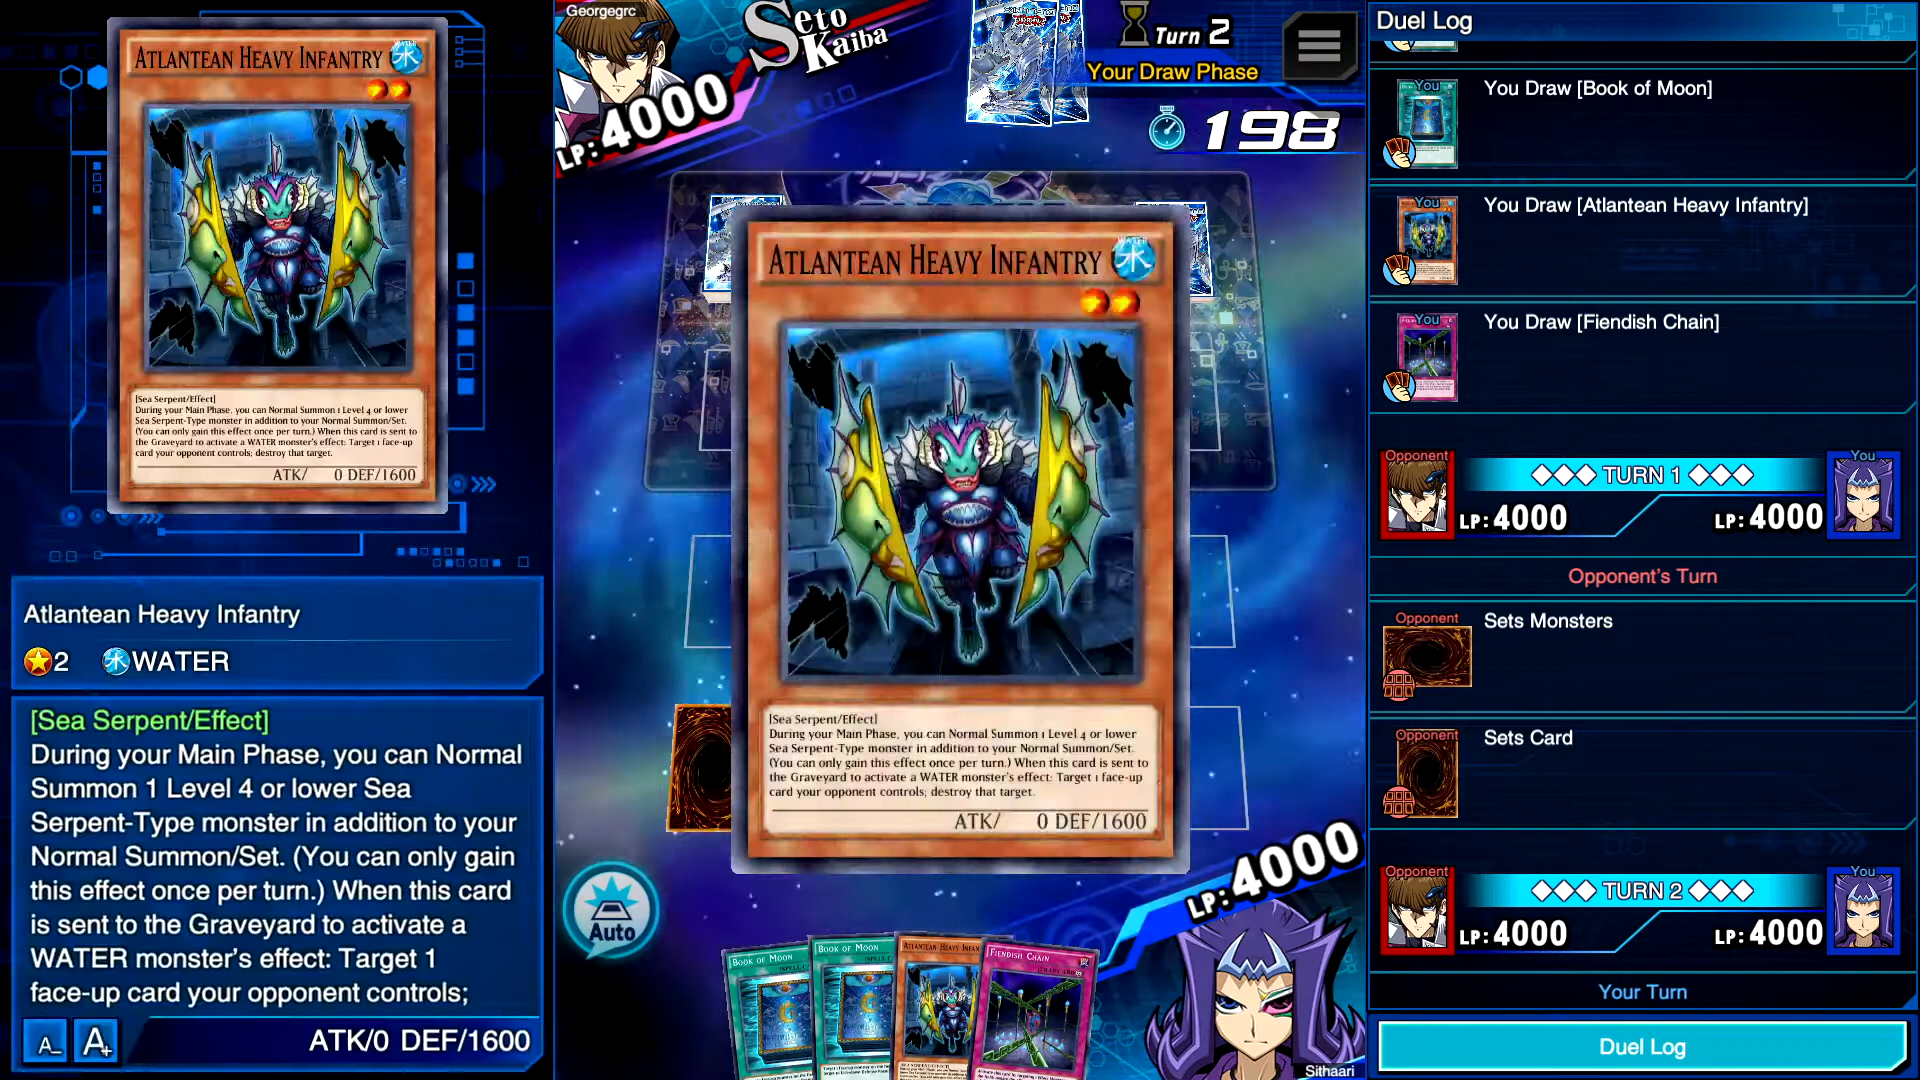 ATLANTEAN HEAVY INFANTRY
WATER
水
[Sea Serpent/Effect]
During your Main Phase, you can Normal Summon 1 Level 4 or lower
Sea Serpent-Type monster in addition to your Normal Summon/Set.
(You can only gain this effect once per turn.) When this card is sent to
the Graveyard to activate a WATER monster's effect: Target 1 face-up
card your opponent controls; destroy that target.
ATK/ 0 DEF/1600
Atlantean Heavy Infantry
2 水 WATER
[Sea Serpent/Effect]
During your Main Phase, you can Normal
Summon 1 Level 4 or lower Sea
Serpent-Type monster in addition to your
Normal Summon/Set. (You can only gain
this effect once per turn.) When this card
is sent to the Graveyard to activate a
WATER monster's effect: Target 1
face-up card your opponent controls;
A- A+ ATK/0 DEF/1600
Georgegrc
Seto
Kaiba
LP: 4000
Turn 2
Your Draw Phase
198
ATLANTEAN HEAVY INFANTRY
WATER
水
[Sea Serpent/Effect]
During your Main Phase, you can Normal Summon 1 Level 4 or lower
Sea Serpent-Type monster in addition to your Normal Summon/Set.
(You can only gain this effect once per turn.) When this card is sent to
the Graveyard to activate a WATER monster's effect: Target 1 face-up
card your opponent controls; destroy that target.
ATK/ 0 DEF/1600
Auto
LP: 4000
BOOK OF MOON
BOOK OF MOON
ATLANTEAN HEAVY INFAN
FIENDISH CHAIN
Sithaari
Duel Log
You
You Draw [Book of Moon]
You
You Draw [Atlantean Heavy Infantry]
You
You Draw [Fiendish Chain]
Opponent
TURN 1
You
LP: 4000
LP: 4000
Opponent's Turn
Opponent
Sets Monsters
Opponent
Sets Card
Opponent
TURN 2
You
LP: 4000
LP: 4000
Your Turn
Duel Log